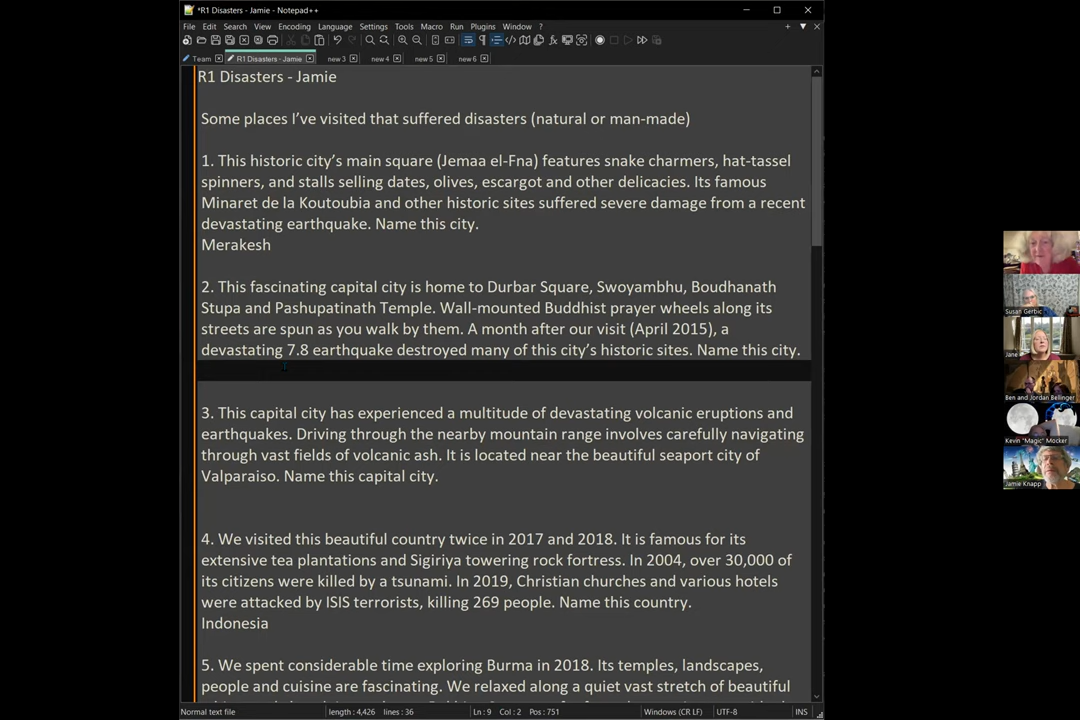 *R1 Disasters - Jamie - Notepad++
File Edit Search View Encoding Language Settings Tools Macro Run Plugins Window ?
Team R1 Disasters - Jamie new 3 new 4 new 5 new 6
R1 Disasters - Jamie
Some places I've visited that suffered disasters (natural or man-made)
1. This historic city's main square (Jemaa el-Fna) features snake charmers, hat-tassel
spinners, and stalls selling dates, olives, escargot and other delicacies. Its famous
Minaret de la Koutoubia and other historic sites suffered severe damage from a recent
devastating earthquake. Name this city.
Merakesh
2. This fascinating capital city is home to Durbar Square, Swoyambhu, Boudhanath
Stupa and Pashupatinath Temple. Wall-mounted Buddhist prayer wheels along its
streets are spun as you walk by them. A month after our visit (April 2015), a
devastating 7.8 earthquake destroyed many of this city's historic sites. Name this city.
3. This capital city has experienced a multitude of devastating volcanic eruptions and
earthquakes. Driving through the nearby mountain range involves carefully navigating
through vast fields of volcanic ash. It is located near the beautiful seaport city of
Valparaiso. Name this capital city.
4. We visited this beautiful country twice in 2017 and 2018. It is famous for its
extensive tea plantations and Sigiriya towering rock fortress. In 2004, over 30,000 of
its citizens were killed by a tsunami. In 2019, Christian churches and various hotels
were attacked by ISIS terrorists, killing 269 people. Name this country.
Indonesia
5. We spent considerable time exploring Burma in 2018. Its temples, landscapes,
people and cuisine are fascinating. We relaxed along a quiet vast stretch of beautiful
Normal text file length : 4,426 lines : 36 Ln : 9 Col : 2 Pos : 751 Windows (CR LF) UTF-8 INS
Susan Gerbic
Jane
Ben and Jordan Bellinger
Kevin "Magic" Mocker
Jamie Knapp